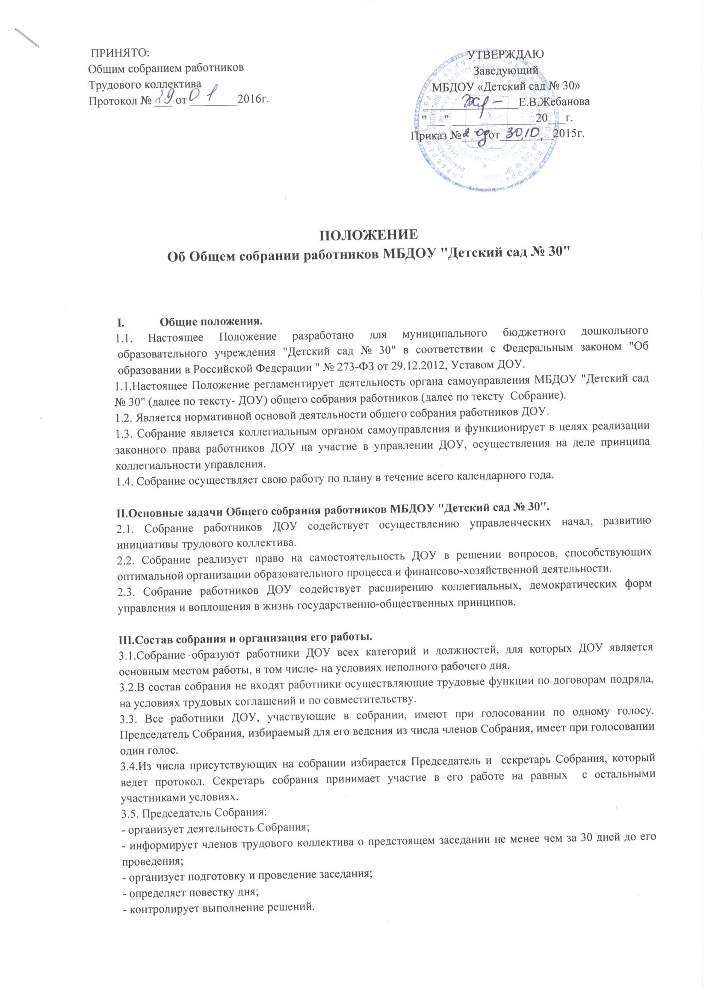 ПРИНЯТО:
Общим собранием работников
Трудового коллектива
Протокол № 29 от 01 2016г.
УТВЕРЖДАЮ
Заведующий
МБДОУ «Детский сад № 30»
Е.В.Жебанова
"___" ______________20___г.
Приказ № от 30.10. 2015г.
ПОЛОЖЕНИЕ
Об Общем собрании работников МБДОУ "Детский сад № 30"
I. Общие положения.
1.1. Настоящее Положение разработано для муниципального бюджетного дошкольного
образовательного учреждения "Детский сад № 30" в соответствии с Федеральным законом "Об
образовании в Российской Федерации " № 273-ФЗ от 29.12.2012, Уставом ДОУ.
1.1.Настоящее Положение регламентирует деятельность органа самоуправления МБДОУ "Детский сад
№ 30" (далее по тексту- ДОУ) общего собрания работников (далее по тексту Собрание).
1.2. Является нормативной основой деятельности общего собрания работников ДОУ.
1.3. Собрание является коллегиальным органом самоуправления и функционирует в целях реализации
законного права работников ДОУ на участие в управлении ДОУ, осуществления на деле принципа
коллегиальности управления.
1.4. Собрание осуществляет свою работу по плану в течение всего календарного года.
II.Основные задачи Общего собрания работников МБДОУ "Детский сад № 30".
2.1. Собрание работников ДОУ содействует осуществлению управленческих начал, развитию
инициативы трудового коллектива.
2.2. Собрание реализует право на самостоятельность ДОУ в решении вопросов, способствующих
оптимальной организации образовательного процесса и финансово-хозяйственной деятельности.
2.3. Собрание работников ДОУ содействует расширению коллегиальных, демократических форм
управления и воплощения в жизнь государственно-общественных принципов.
III.Состав собрания и организация его работы.
3.1.Собрание образуют работники ДОУ всех категорий и должностей, для которых ДОУ является
основным местом работы, в том числе- на условиях неполного рабочего дня.
3.2.В состав собрания не входят работники осуществляющие трудовые функции по договорам подряда,
на условиях трудовых соглашений и по совместительству.
3.3. Все работники ДОУ, участвующие в собрании, имеют при голосовании по одному голосу.
Председатель Собрания, избираемый для его ведения из числа членов Собрания, имеет при голосовании
один голос.
3.4.Из числа присутствующих на собрании избирается Председатель и секретарь Собрания, который
ведет протокол. Секретарь собрания принимает участие в его работе на равных с остальными
участниками условиях.
3.5. Председатель Собрания:
- организует деятельность Собрания;
- информирует членов трудового коллектива о предстоящем заседании не менее чем за 30 дней до его
проведения;
- организует подготовку и проведение заседания;
- определяет повестку дня;
- контролирует выполнение решений.